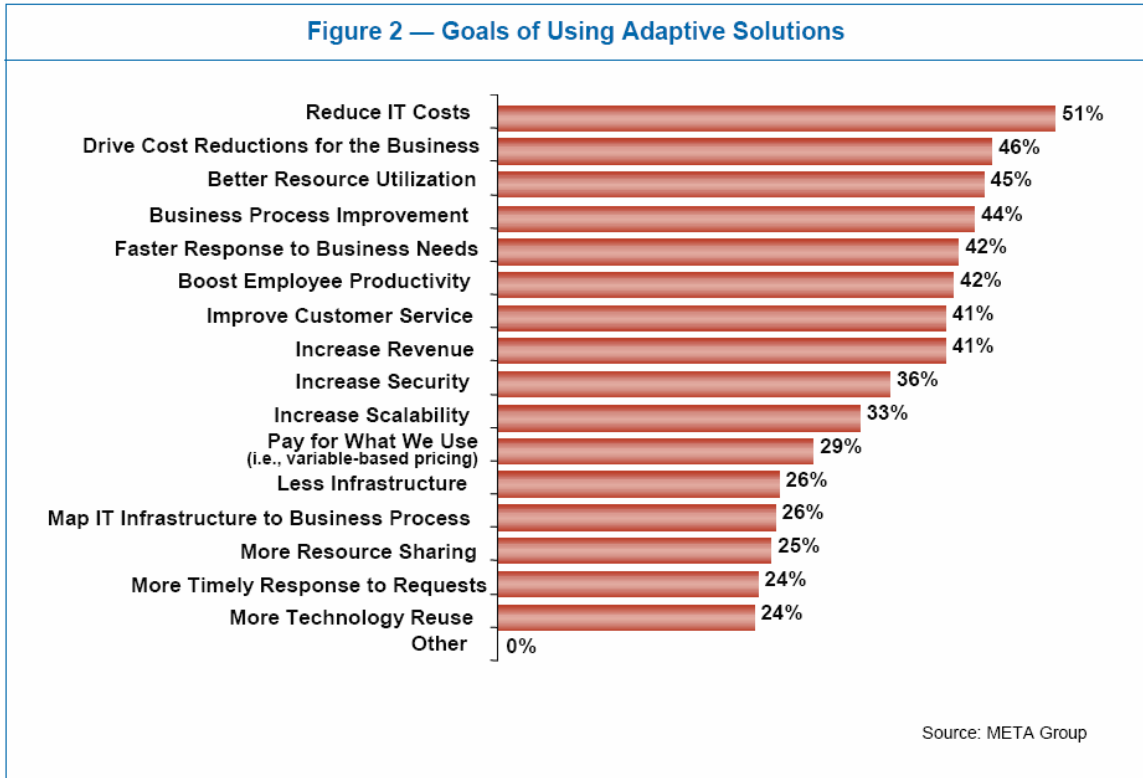 Figure 2 — Goals of Using Adaptive Solutions
Reduce IT Costs 51%
Drive Cost Reductions for the Business 46%
Better Resource Utilization 45%
Business Process Improvement 44%
Faster Response to Business Needs 42%
Boost Employee Productivity 42%
Improve Customer Service 41%
Increase Revenue 41%
Increase Security 36%
Increase Scalability 33%
Pay for What We Use 29%
(i.e., variable-based pricing)
Less Infrastructure 26%
Map IT Infrastructure to Business Process 26%
More Resource Sharing 25%
More Timely Response to Requests 24%
More Technology Reuse 24%
Other 0%
Source: META Group